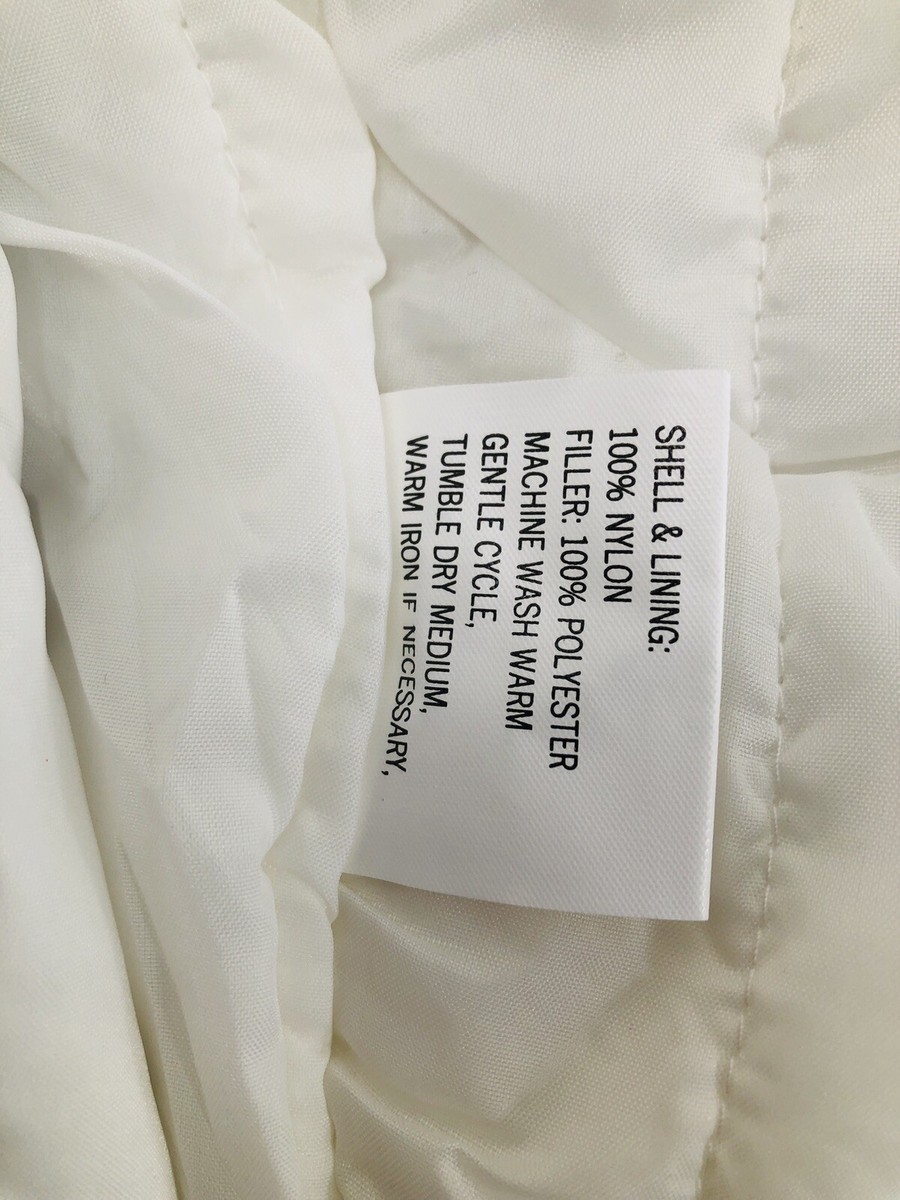 SHELL & LINING:
100% NYLON
FILLER: 100% POLYESTER
MACHINE WASH WARM
GENTLE CYCLE,
TUMBLE DRY MEDIUM,
WARM IRON IF NECESSARY,